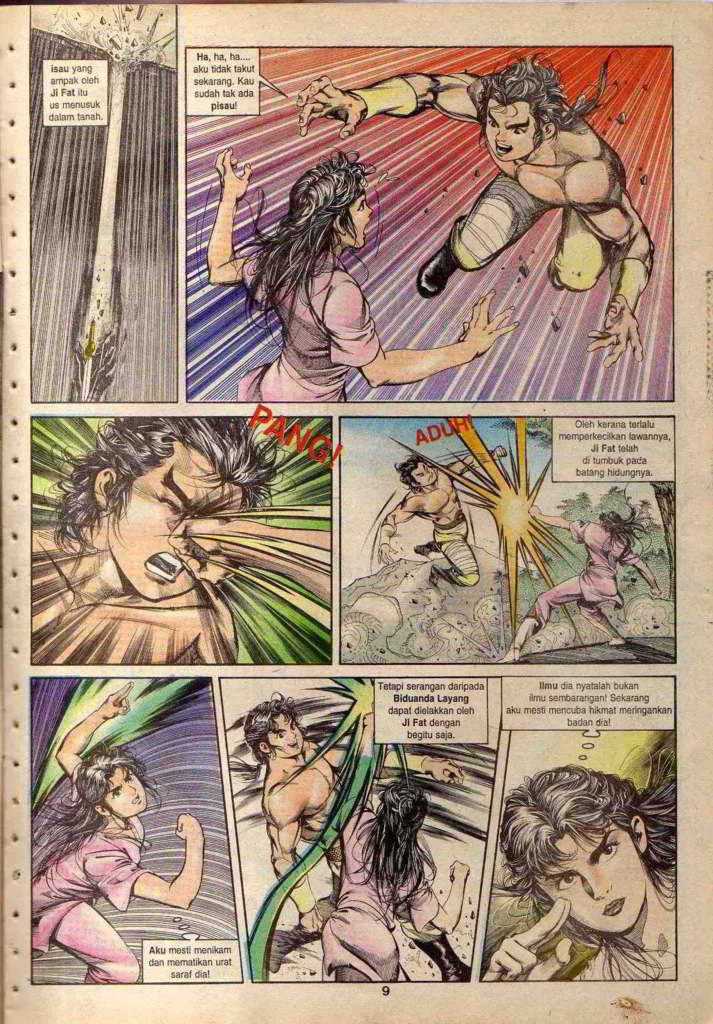 isau yang
ampak oleh
Ji Fat itu
us menusuk
dalam tanah.
Ha, ha, ha....
aku tidak takut
sekarang. Kau
sudah tak ada
pisau!
PANG!
ADUH!
Oleh kerana terlalu
memperkecilkan lawannya,
Ji Fat telah
di tumbuk pada
batang hidungnya.
Aku mesti menikam
dan mematikan urat
saraf dia!
Tetapi serangan daripada
Biduanda Layang
dapat dielakkan oleh
Ji Fat dengan
begitu saja.
Ilmu dia nyatalah bukan
ilmu sembarangan! Sekarang
aku mesti mencuba hikmat meringankan
badan dia!
9